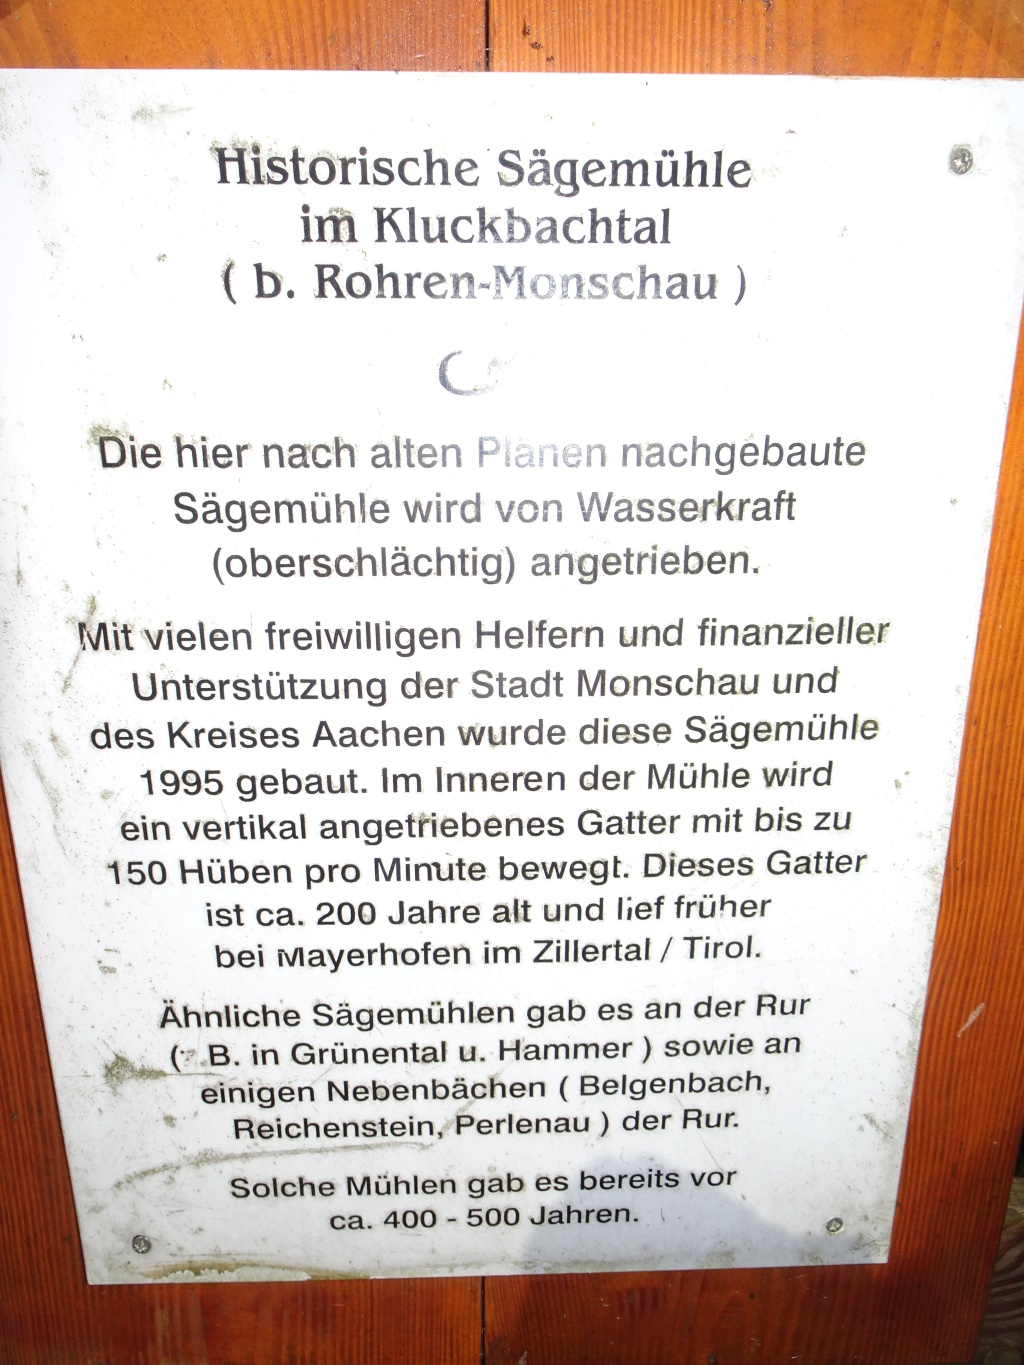 Historische Sägemühle
im Kluckbachtal
( b. Rohren-Monschau )
Die hier nach alten Plänen nachgebaute
Sägemühle wird von Wasserkraft
(oberschlächtig) angetrieben.
Mit vielen freiwilligen Helfern und finanzieller
Unterstützung der Stadt Monschau und
des Kreises Aachen wurde diese Sägemühle
1995 gebaut. Im Inneren der Mühle wird
ein vertikal angetriebenes Gatter mit bis zu
150 Hüben pro Minute bewegt. Dieses Gatter
ist ca. 200 Jahre alt und lief früher
bei Mayerhofen im Zillertal / Tirol.
Ähnliche Sägemühlen gab es an der Rur
( B. in Grünental u. Hammer ) sowie an
einigen Nebenbächen ( Belgenbach,
Reichenstein, Perlenau ) der Rur.
Solche Mühlen gab es bereits vor
ca. 400 - 500 Jahren.